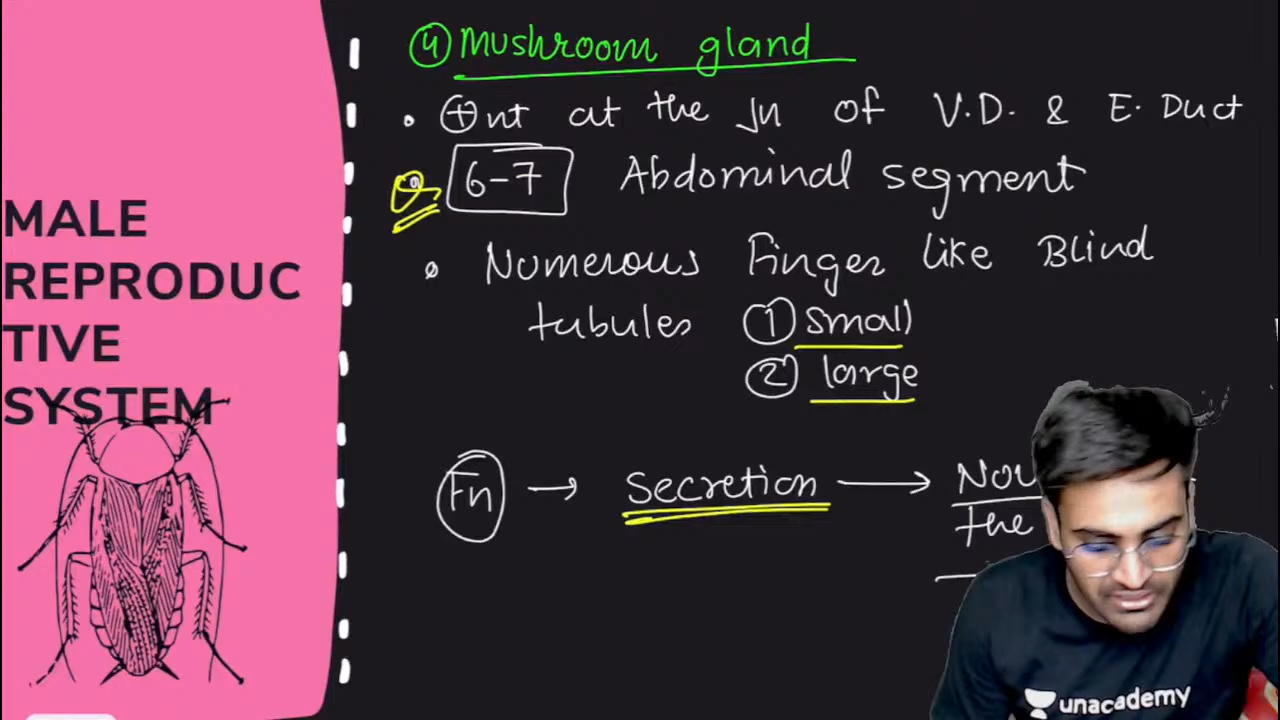 MALE
REPRODUC
TIVE
SYSTEM
④ Mushroom gland
• ⊕nt at the Jn of V.D. & E. Duct
Q. 6-7 Abdominal segment
• Numerous Finger like Blind
tubules ① small
② large
Fn → Secretion →
the
unacademy